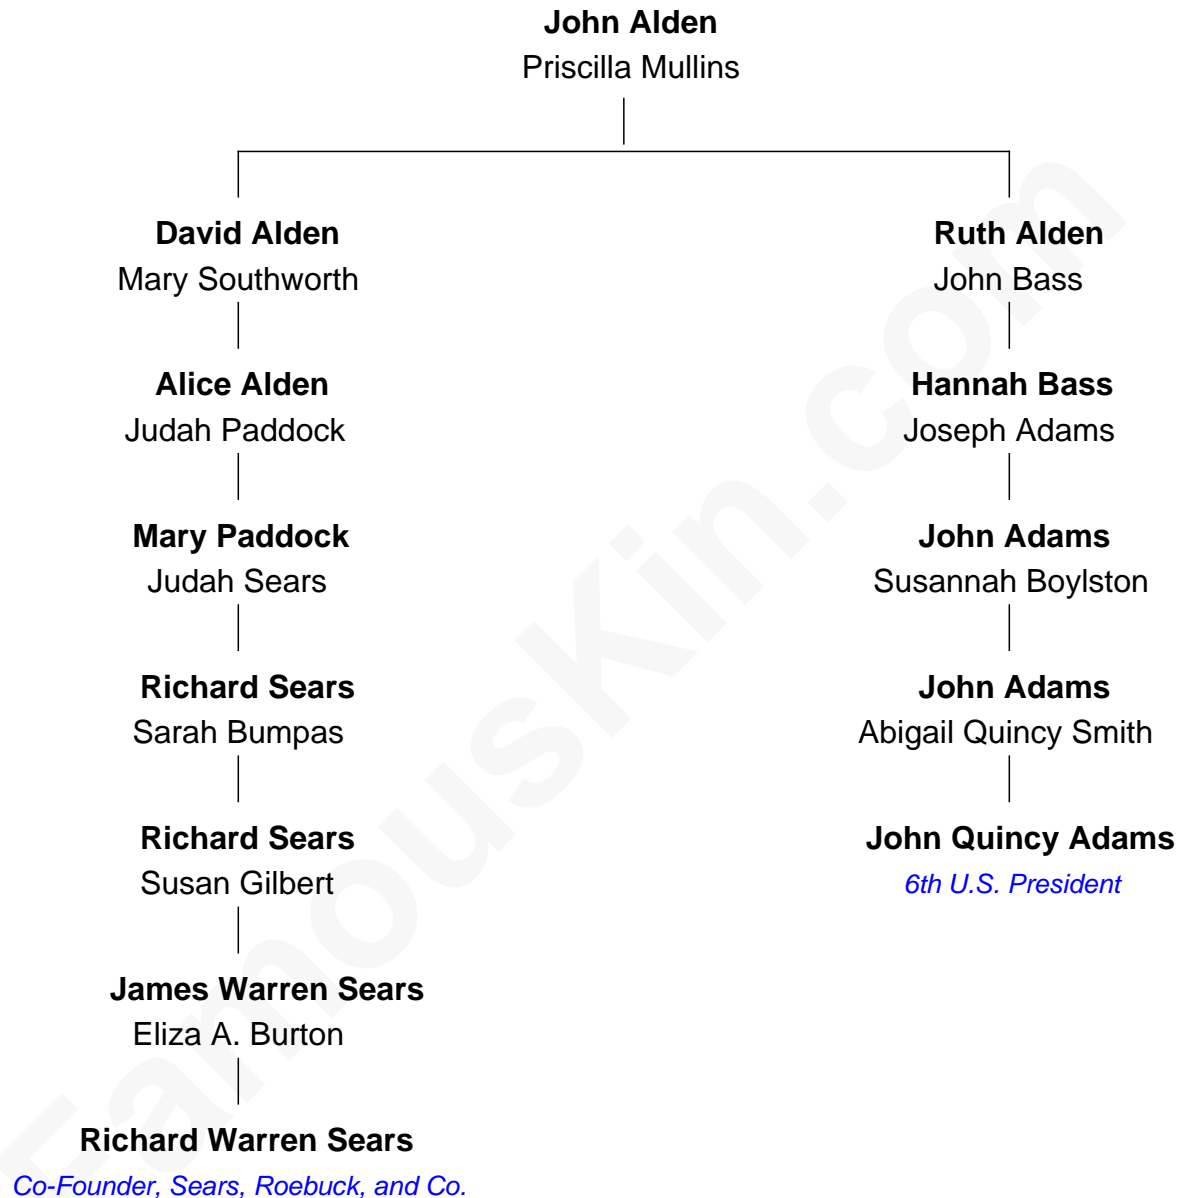 John Alden
Priscilla Mullins
David Alden
Mary Southworth
Ruth Alden
John Bass
Alice Alden
Judah Paddock
Hannah Bass
Joseph Adams
Mary Paddock
Judah Sears
John Adams
Susannah Boylston
Richard Sears
Sarah Bumpas
John Adams
Abigail Quincy Smith
Richard Sears
Susan Gilbert
John Quincy Adams
6th U.S. President
James Warren Sears
Eliza A. Burton
Richard Warren Sears
Co-Founder, Sears, Roebuck, and Co.
FamousKin.com